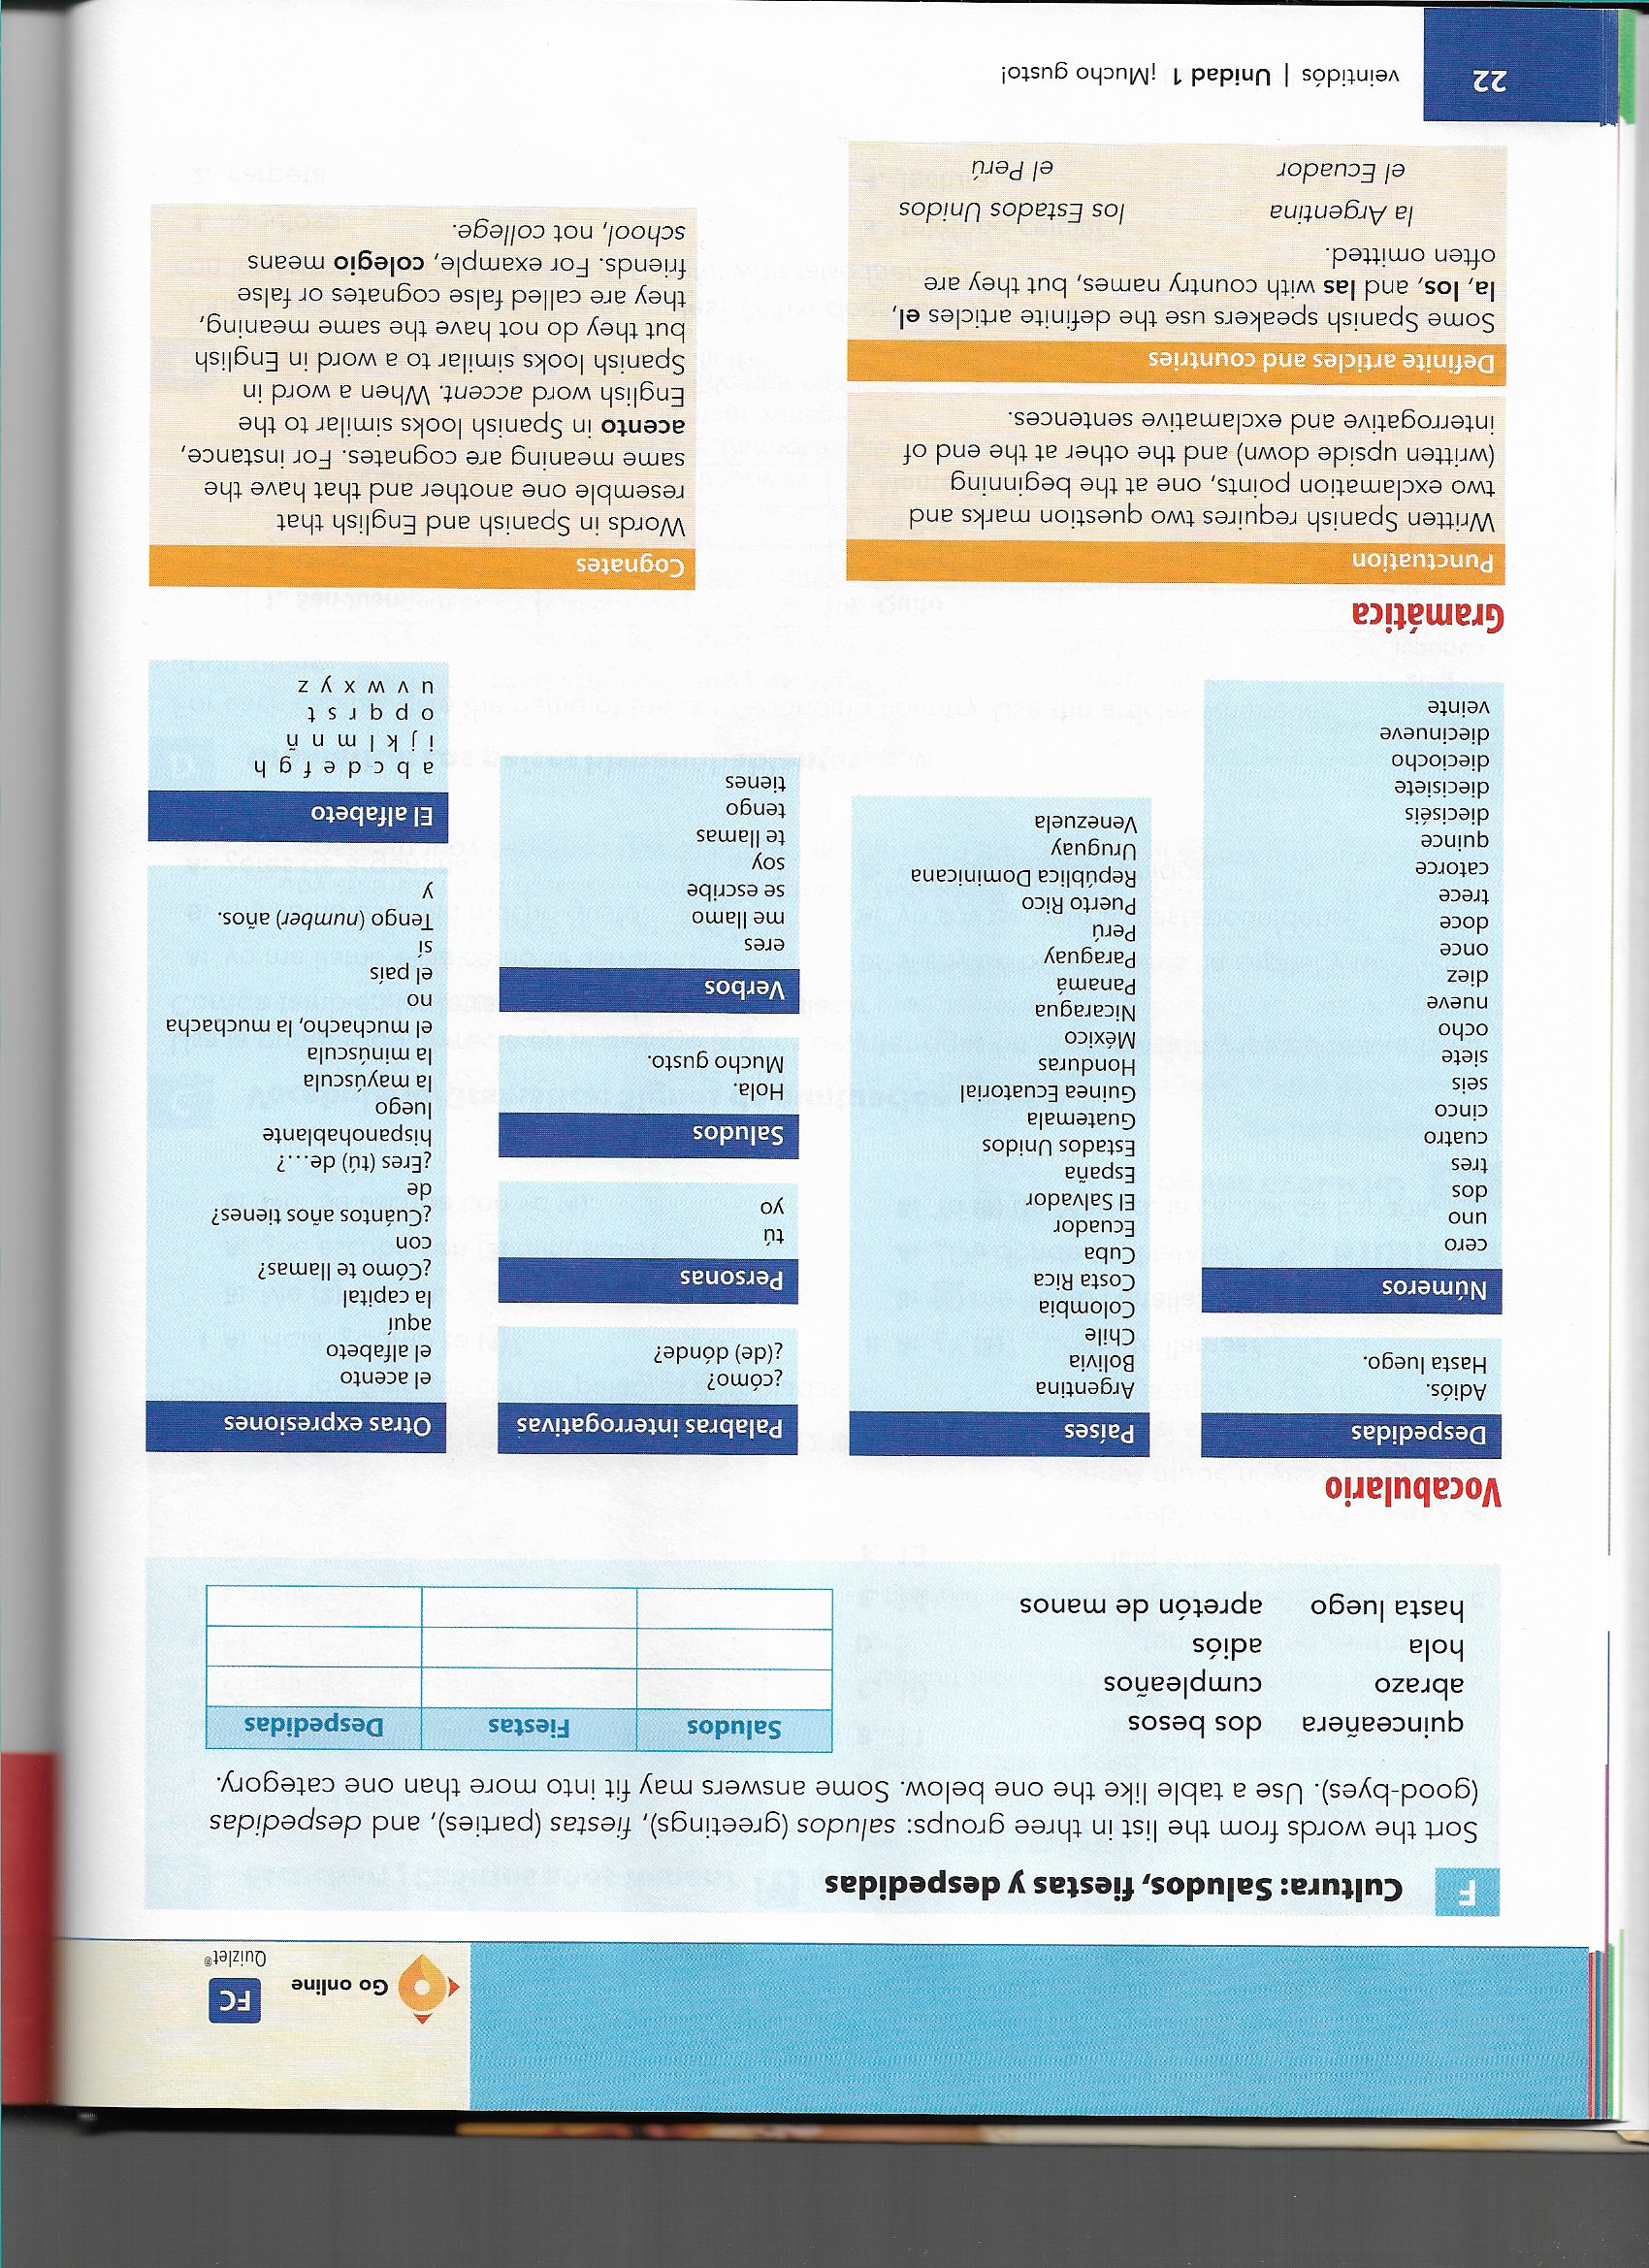 Go online
FC
Quizlet®
F Cultura: Saludos, fiestas y despedidas
Sort the words from the list in three groups: saludos (greetings), fiestas (parties), and despedidas
(good-byes). Use a table like the one below. Some answers may fit into more than one category.
quinceañera dos besos
abrazo cumpleaños
hola adiós
hasta luego apretón de manos
Saludos Fiestas Despedidas
Vocabulario
Despedidas
Adiós.
Hasta luego.
Números
cero
uno
dos
tres
cuatro
cinco
seis
siete
ocho
nueve
diez
once
doce
trece
catorce
quince
dieciséis
diecisiete
dieciocho
diecinueve
veinte
Países
Argentina
Bolivia
Chile
Colombia
Costa Rica
Cuba
Ecuador
El Salvador
España
Estados Unidos
Guatemala
Guinea Ecuatorial
Honduras
México
Nicaragua
Panamá
Paraguay
Perú
Puerto Rico
República Dominicana
Uruguay
Venezuela
Palabras interrogativas
¿cómo?
¿(de) dónde?
Personas
tú
yo
Saludos
Hola.
Mucho gusto.
Verbos
eres
me llamo
se escribe
soy
te llamas
tengo
tienes
Otras expresiones
el acento
el alfabeto
aquí
la capital
¿Cómo te llamas?
con
¿Cuántos años tienes?
de
¿Eres (tú) de...?
hispanohablante
luego
la mayúscula
la minúscula
el muchacho, la muchacha
no
el país
sí
Tengo (number) años.
y
El alfabeto
a b c d e f g h
i j k l m n ñ
o p q r s t
u v w x y z
Gramática
Punctuation
Written Spanish requires two question marks and
two exclamation points, one at the beginning
(written upside down) and the other at the end of
interrogative and exclamative sentences.
Definite articles and countries
Some Spanish speakers use the definite articles el,
la, los, and las with country names, but they are
often omitted.
la Argentina los Estados Unidos
el Ecuador el Perú
Cognates
Words in Spanish and English that
resemble one another and that have the
same meaning are cognates. For instance,
acento in Spanish looks similar to the
English word accent. When a word in
Spanish looks similar to a word in English
but they do not have the same meaning,
they are called false cognates or false
friends. For example, colegio means
school, not college.
22 veintidós | Unidad 1 ¡Mucho gusto!